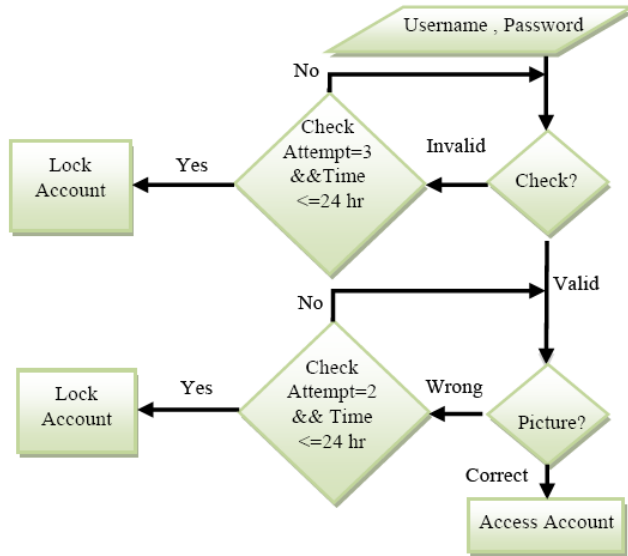 Username , Password
No
Check
Attempt=3
&&Time
<=24 hr
Invalid
Check?
Yes
Lock
Account
Valid
No
Check
Attempt=2
&& Time
<=24 hr
Wrong
Picture?
Yes
Lock
Account
Correct
Access Account